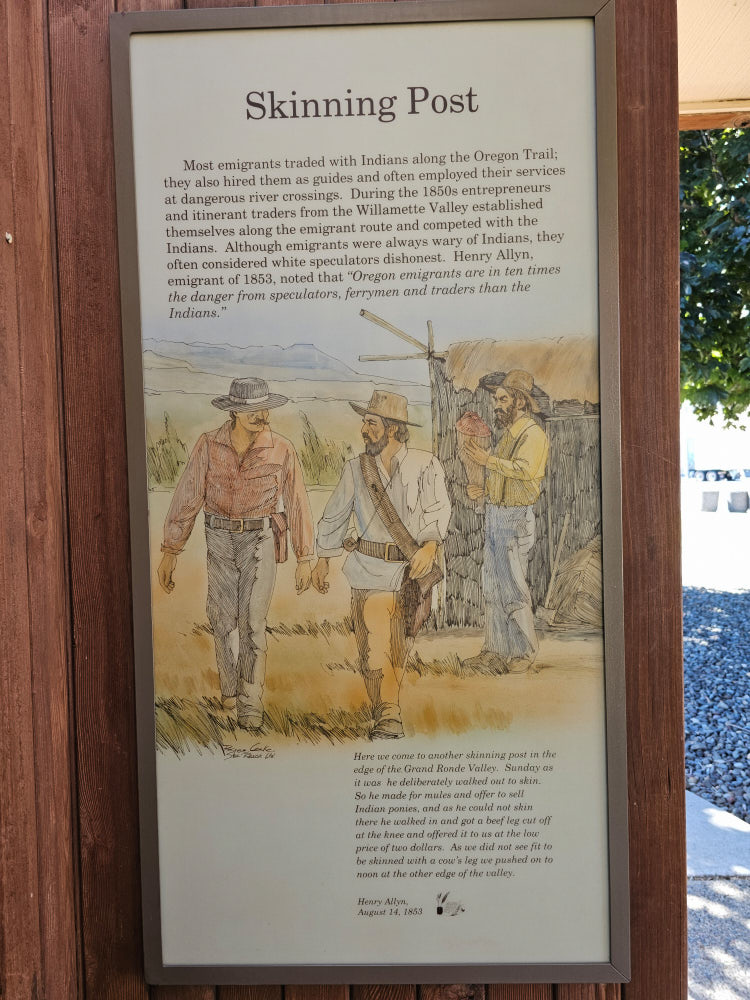 Skinning Post
Most emigrants traded with Indians along the Oregon Trail;
they also hired them as guides and often employed their services
at dangerous river crossings. During the 1850s entrepreneurs
and itinerant traders from the Willamette Valley established
themselves along the emigrant route and competed with the
Indians. Although emigrants were always wary of Indians, they
often considered white speculators dishonest. Henry Allyn,
emigrant of 1853, noted that “Oregon emigrants are in ten times
the danger from speculators, ferrymen and traders than the
Indians.”
Here we come to another skinning post in the
edge of the Grand Ronde Valley. Sunday as
it was he deliberately walked out to skin.
So he made for mules and offer to sell
Indian ponies, and as he could not skin
there he walked in and got a beef leg cut off
at the knee and offered it to us at the low
price of two dollars. As we did not see fit to
be skinned with a cow's leg we pushed on to
noon at the other edge of the valley.
Henry Allyn,
August 14, 1853